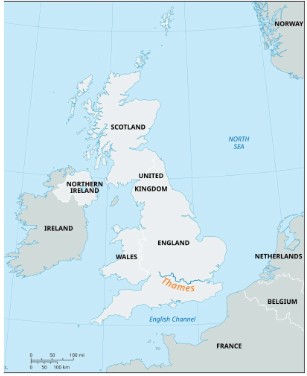 NORWAY
SCOTLAND
NORTH
SEA
UNITED
KINGDOM
NORTHERN
IRELAND
IRELAND
ENGLAND
WALES
NETHERLANDS
Thames
BELGIUM
English Channel
FRANCE
0 50 100 mi
0 50 100 km